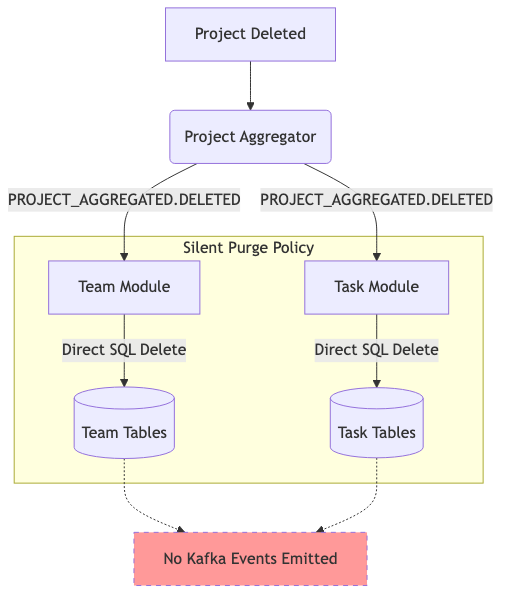 Project Deleted
Project Aggregator
PROJECT_AGGREGATED.DELETED
PROJECT_AGGREGATED.DELETED
Silent Purge Policy
Team Module
Task Module
Direct SQL Delete
Direct SQL Delete
Team Tables
Task Tables
No Kafka Events Emitted